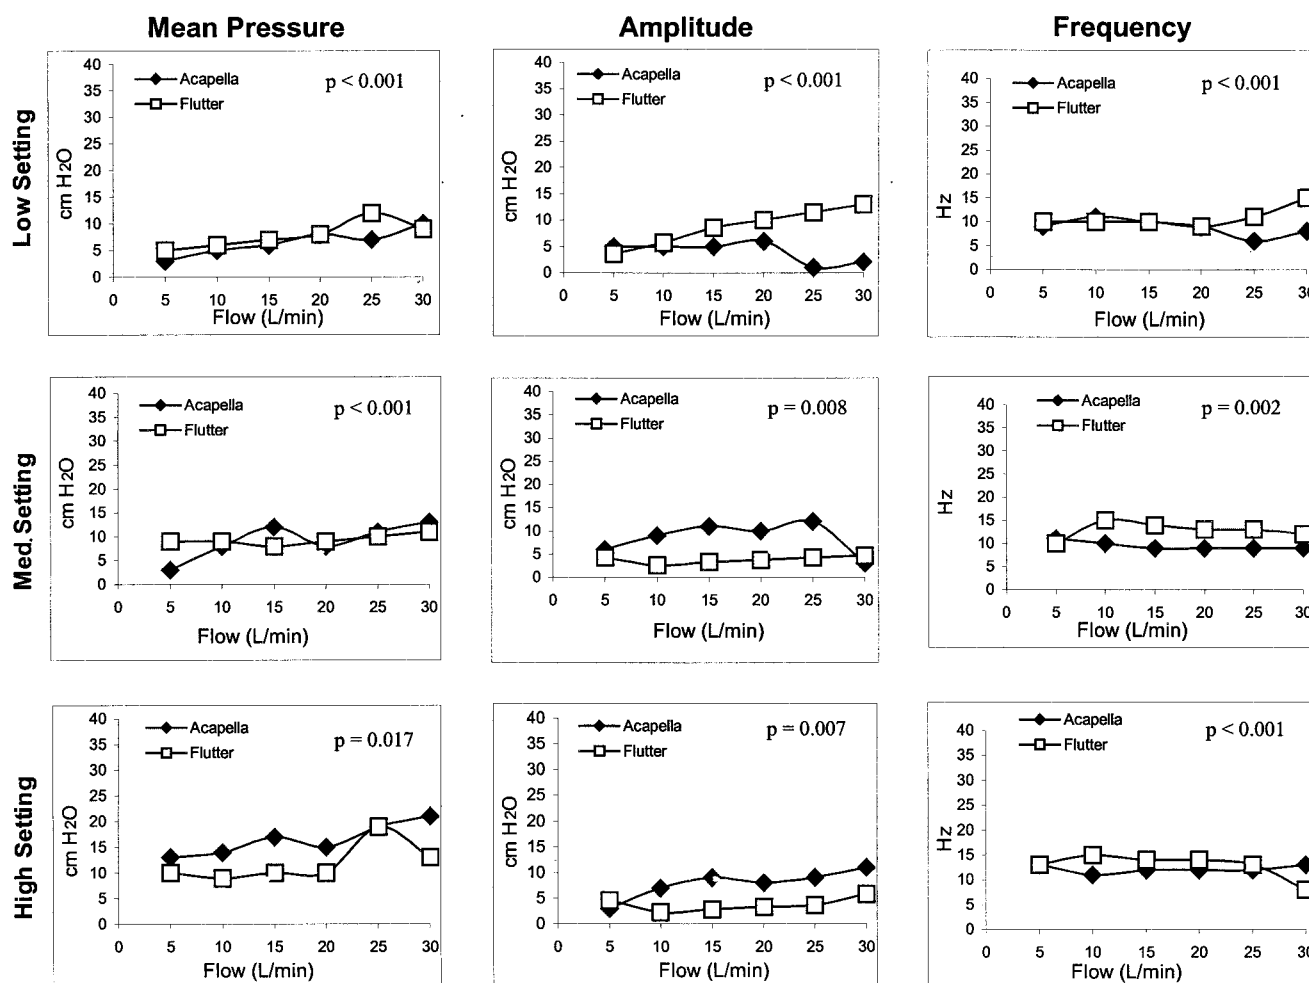 Mean Pressure
Amplitude
Frequency
Low Setting
cm H2O
40
35
30
25
20
15
10
5
0
Acapella
Flutter
p < 0.001
0 5 10 15 20 25 30
Flow (L/min)
cm H2O
40
35
30
25
20
15
10
5
0
Acapella
Flutter
p < 0.001
0 5 10 15 20 25 30
Flow (L/min)
Hz
40
35
30
25
20
15
10
5
0
Acapella
Flutter
p < 0.001
0 5 10 15 20 25 30
Flow (L/min)
Med. Setting
cm H2O
40
35
30
25
20
15
10
5
0
Acapella
Flutter
p < 0.001
0 5 10 15 20 25 30
Flow (L/min)
cm H2O
40
35
30
25
20
15
10
5
0
Acapella
Flutter
p = 0.008
0 5 10 15 20 25 30
Flow (L/min)
Hz
40
35
30
25
20
15
10
5
0
Acapella
Flutter
p = 0.002
0 5 10 15 20 25 30
Flow (L/min)
High Setting
cm H2O
40
35
30
25
20
15
10
5
0
Acapella
Flutter
p = 0.017
0 5 10 15 20 25 30
Flow (L/min)
cm H2O
40
35
30
25
20
15
10
5
0
Acapella
Flutter
p = 0.007
0 5 10 15 20 25 30
Flow (L/min)
Hz
40
35
30
25
20
15
10
5
0
Acapella
Flutter
p < 0.001
0 5 10 15 20 25 30
Flow (L/min)